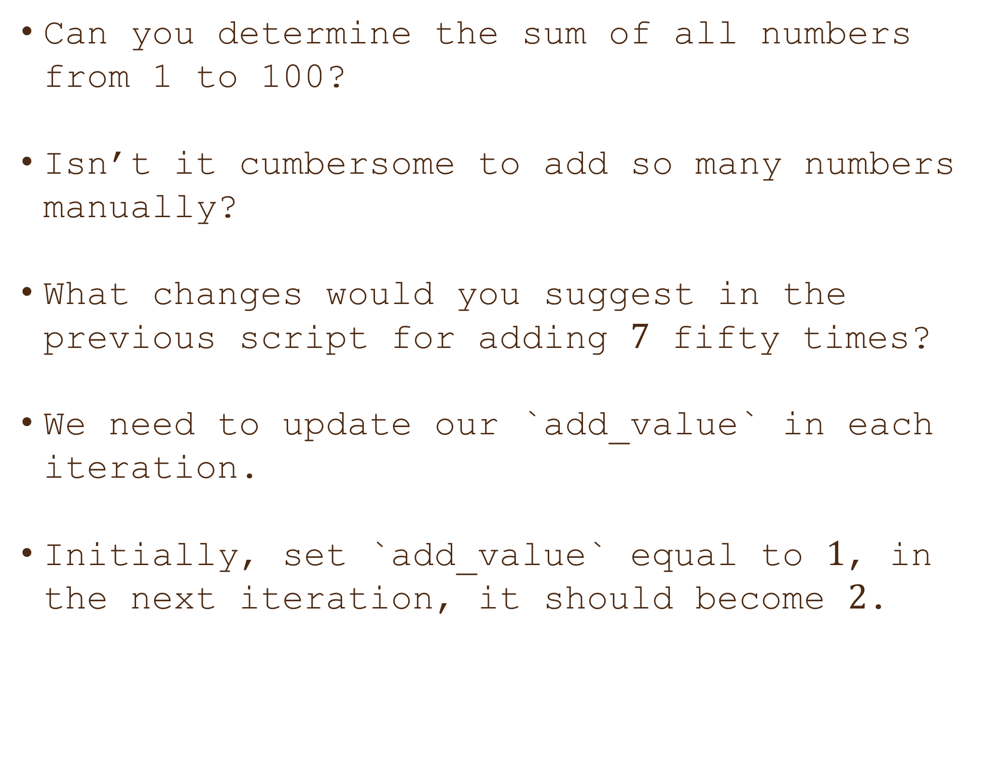 • Can you determine the sum of all numbers
from 1 to 100?
• Isn’t it cumbersome to add so many numbers
manually?
• What changes would you suggest in the
previous script for adding 7 fifty times?
• We need to update our `add_value` in each
iteration.
• Initially, set `add_value` equal to 1, in
the next iteration, it should become 2.